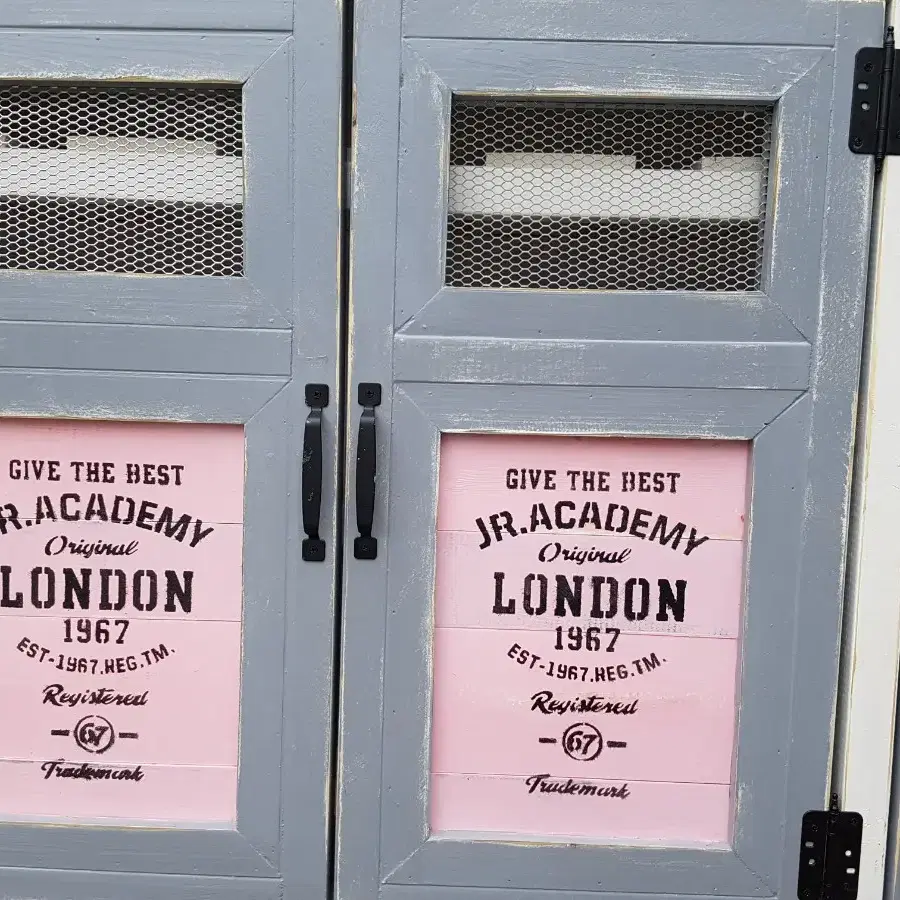 GIVE THE BEST
R.ACADEMY
Original
LONDON
1967
EST-1967.REG.TM.
Registered
67
Trademark
GIVE THE BEST
JR.ACADEMY
Original
LONDON
1967
EST-1967.REG.TM.
Registered
67
Trademark